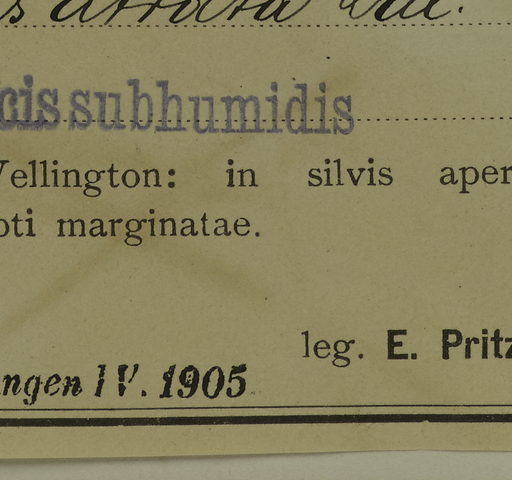 cis subhumidis
Wellington: in silvis aper
oti marginatae.
leg. E. Pritz
ngen IV. 1905